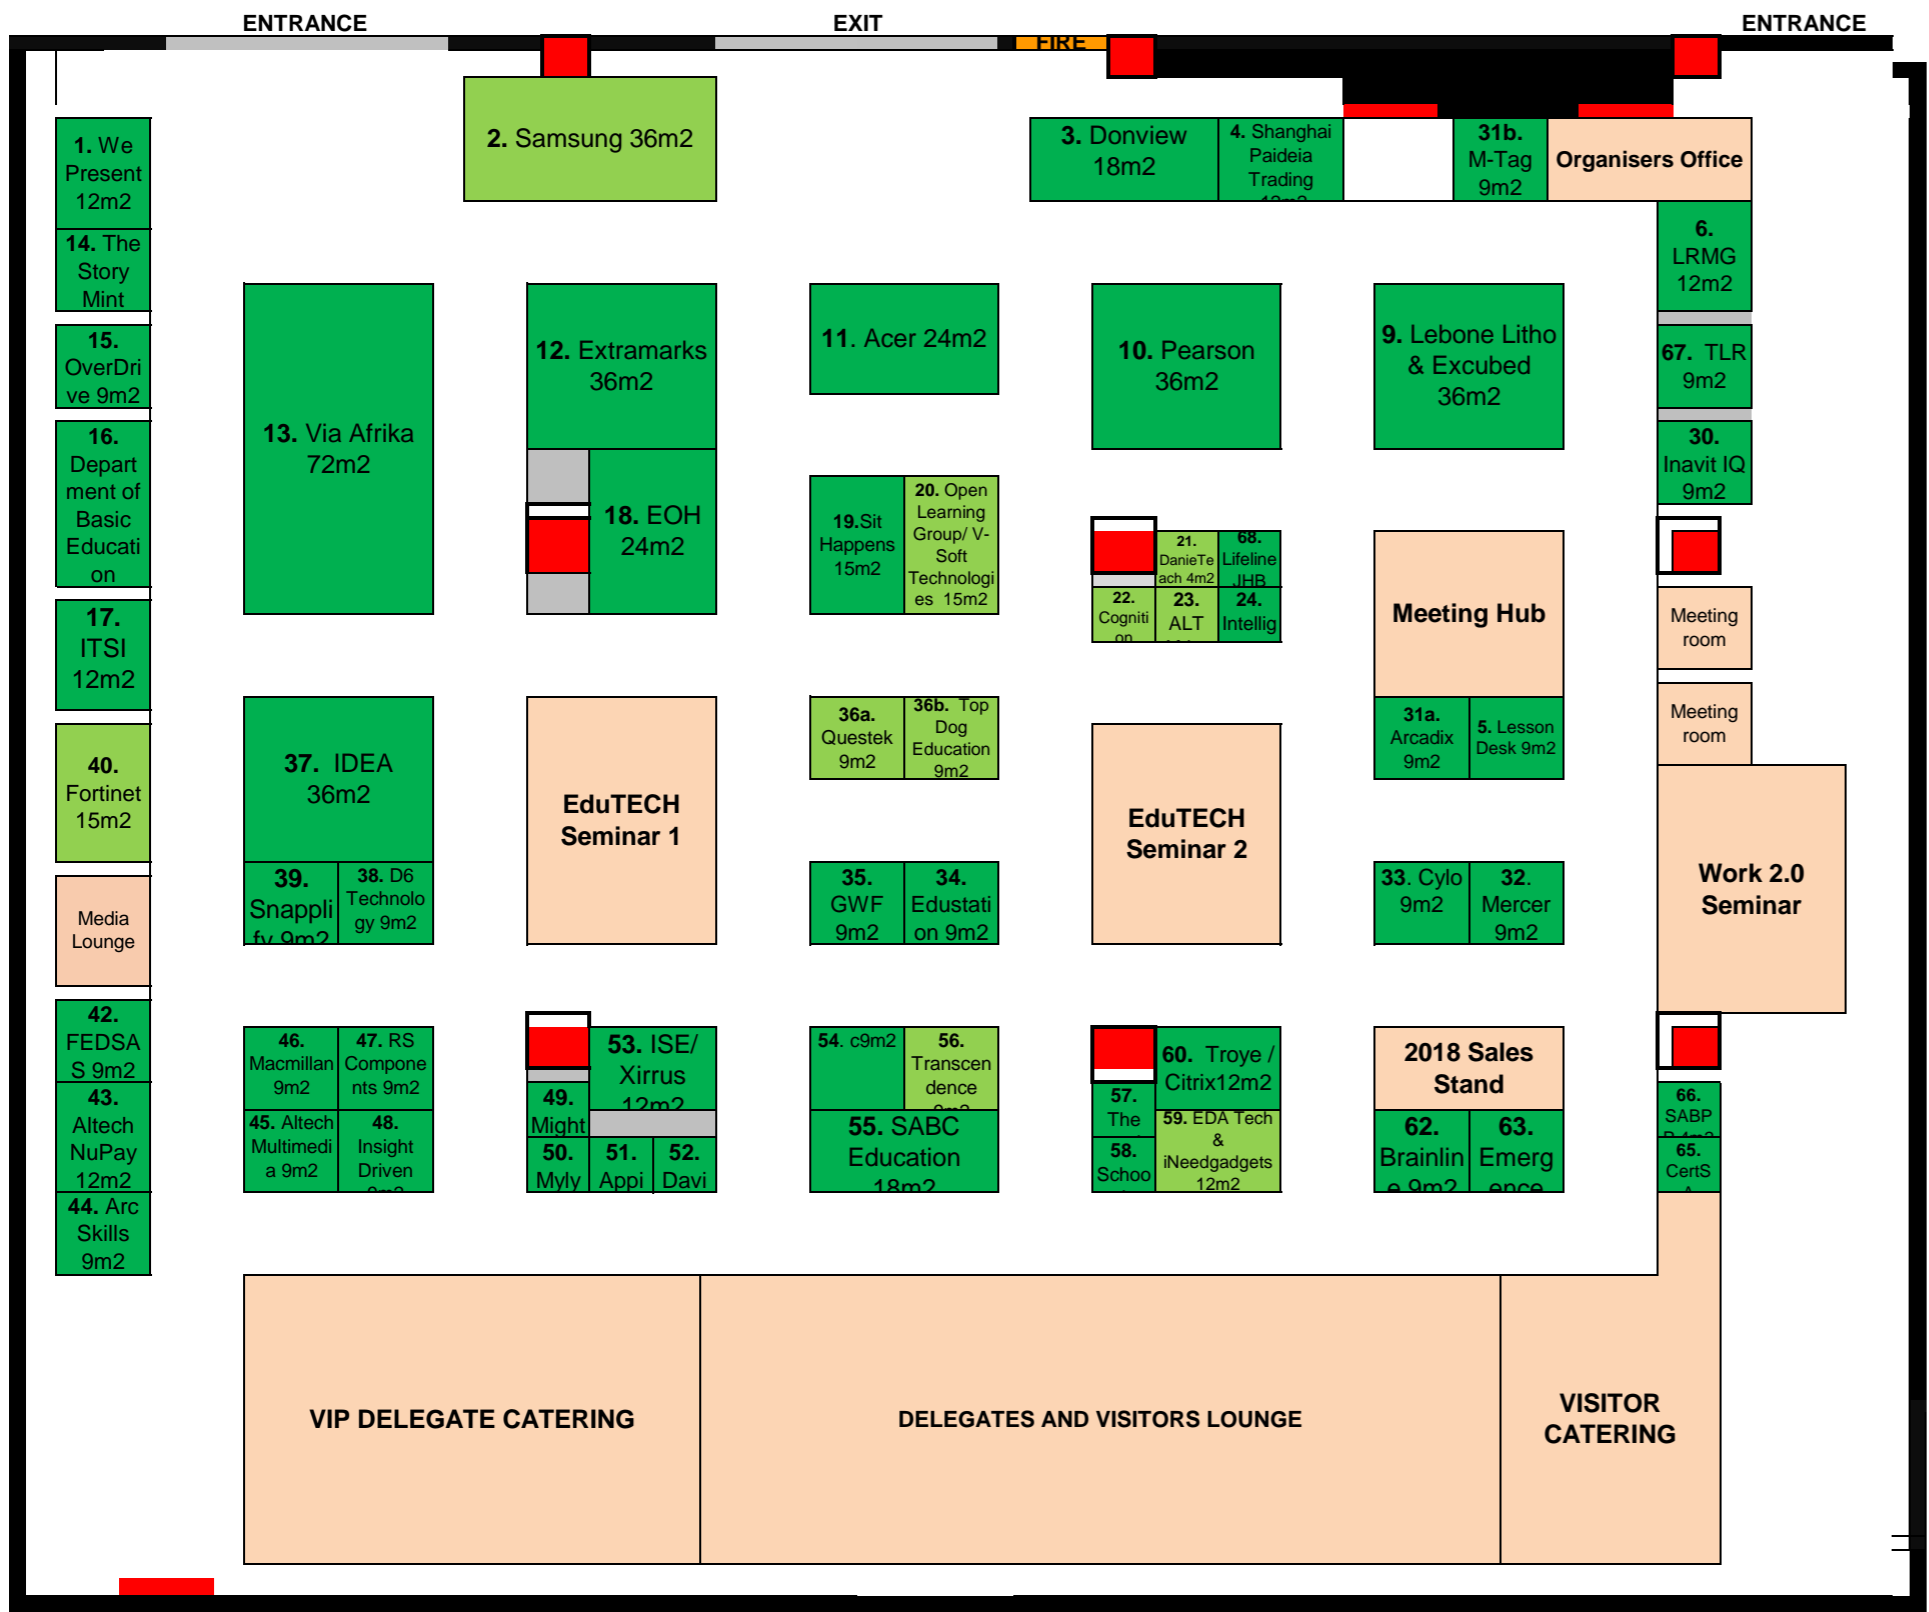 ENTRANCE
EXIT
ENTRANCE
FIRE
1. We
Present
12m2
2. Samsung 36m2
3. Donview
18m2
4. Shanghai
Paideia
Trading
12m2
31b.
M-Tag
9m2
Organisers Office
14. The
Story
Mint
6.
LRMG
12m2
15.
OverDri
ve 9m2
13. Via Afrika
72m2
12. Extramarks
36m2
11. Acer 24m2
10. Pearson
36m2
9. Lebone Litho
& Excubed
36m2
67. TLR
9m2
16.
Depart
ment of
Basic
Educati
on
18. EOH
24m2
19.Sit
Happens
15m2
20. Open
Learning
Group/ V-
Soft
Technologi
es 15m2
30.
Inavit IQ
9m2
21.
DanieTe
ach 4m2
68.
Lifeline
JHB
22.
Cogniti
on
23.
ALT
24.
Intellig
Meeting Hub
Meeting
room
17.
ITSI
12m2
Meeting
room
40.
Fortinet
15m2
37. IDEA
36m2
EduTECH
Seminar 1
36a.
Questek
9m2
36b. Top
Dog
Education
9m2
EduTECH
Seminar 2
31a.
Arcadix
9m2
5. Lesson
Desk 9m2
Work 2.0
Seminar
Media
Lounge
39.
Snappli
fy 9m2
38. D6
Technolo
gy 9m2
35.
GWF
9m2
34.
Edustati
on 9m2
33. Cylo
9m2
32.
Mercer
9m2
42.
FEDSA
S 9m2
46.
Macmillan
9m2
47. RS
Compone
nts 9m2
53. ISE/
Xirrus
12m2
54. c9m2
56.
Transcen
dence
9m2
60. Troye /
Citrix12m2
2018 Sales
Stand
43.
Altech
NuPay
12m2
45. Altech
Multimedi
a 9m2
48.
Insight
Driven
9m2
49.
Might
50.
Myly
51.
Appi
52.
Davi
55. SABC
Education
18m2
57.
The
58.
Schoo
59. EDA Tech
&
iNeedgadgets
12m2
62.
Brainlin
e 9m2
63.
Emerg
ence
66.
SABP
P 4m2
65.
CertS
A
44. Arc
Skills
9m2
VIP DELEGATE CATERING
DELEGATES AND VISITORS LOUNGE
VISITOR
CATERING